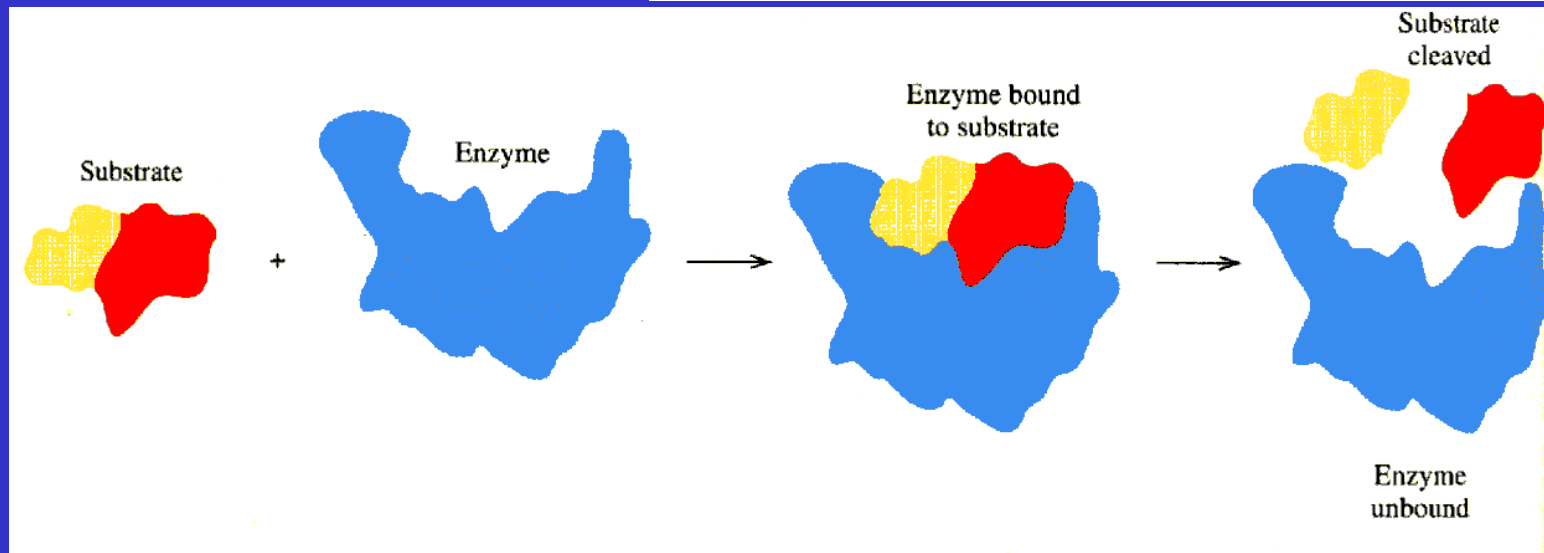 Substrate
+
Enzyme
Enzyme bound
to substrate
Substrate
cleaved
Enzyme
unbound